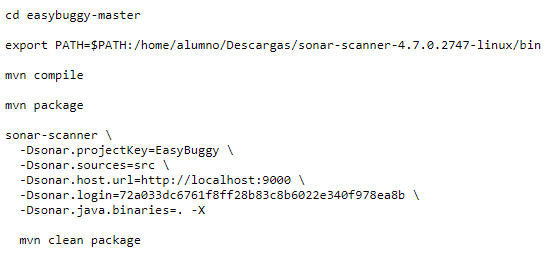 cd easybuggy-master
export PATH=$PATH:/home/alumno/Descargas/sonar-scanner-4.7.0.2747-linux/bin
mvn compile
mvn package
sonar-scanner \
-Dsonar.projectKey=EasyBuggy \
-Dsonar.sources=src \
-Dsonar.host.url=http://localhost:9000 \
-Dsonar.login=72a033dc6761f8ff28b83c8b6022e340f978ea8b \
-Dsonar.java.binaries=. -X
mvn clean package